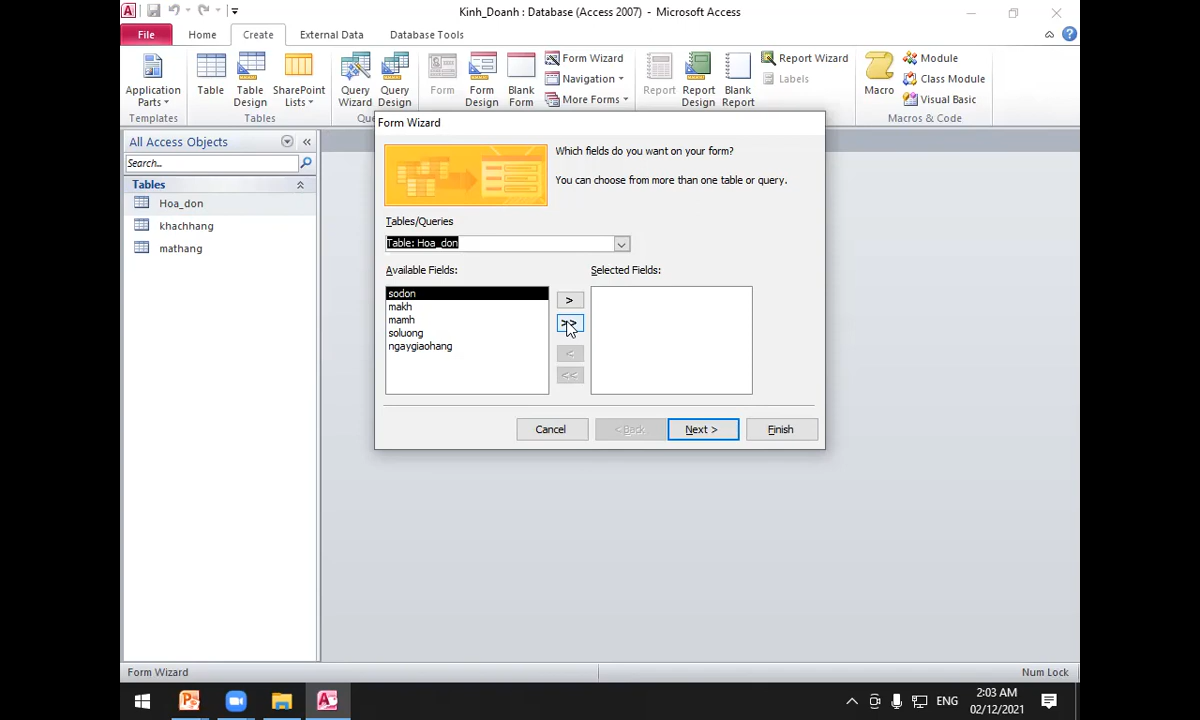 Kinh_Doanh : Database (Access 2007) - Microsoft Access
File Home Create External Data Database Tools
Application Parts
Table
Table Design
SharePoint Lists
Query Wizard
Query Design
Form
Form Design
Blank Form
Form Wizard
Navigation
More Forms
Report
Report Design
Blank Report
Report Wizard
Labels
Macro
Module
Class Module
Visual Basic
Templates Tables Qu Macros & Code
All Access Objects
Search...
Tables
Hoa_don
khachhang
mathang
Form Wizard
Which fields do you want on your form?
You can choose from more than one table or query.
Tables/Queries
Table: Hoa_don
Available Fields: Selected Fields:
sodon
makh
mamh
soluong
ngaygiaohang
>
>>
<
<<
Cancel < Back Next > Finish
Form Wizard Num Lock
ENG
2:03 AM
02/12/2021